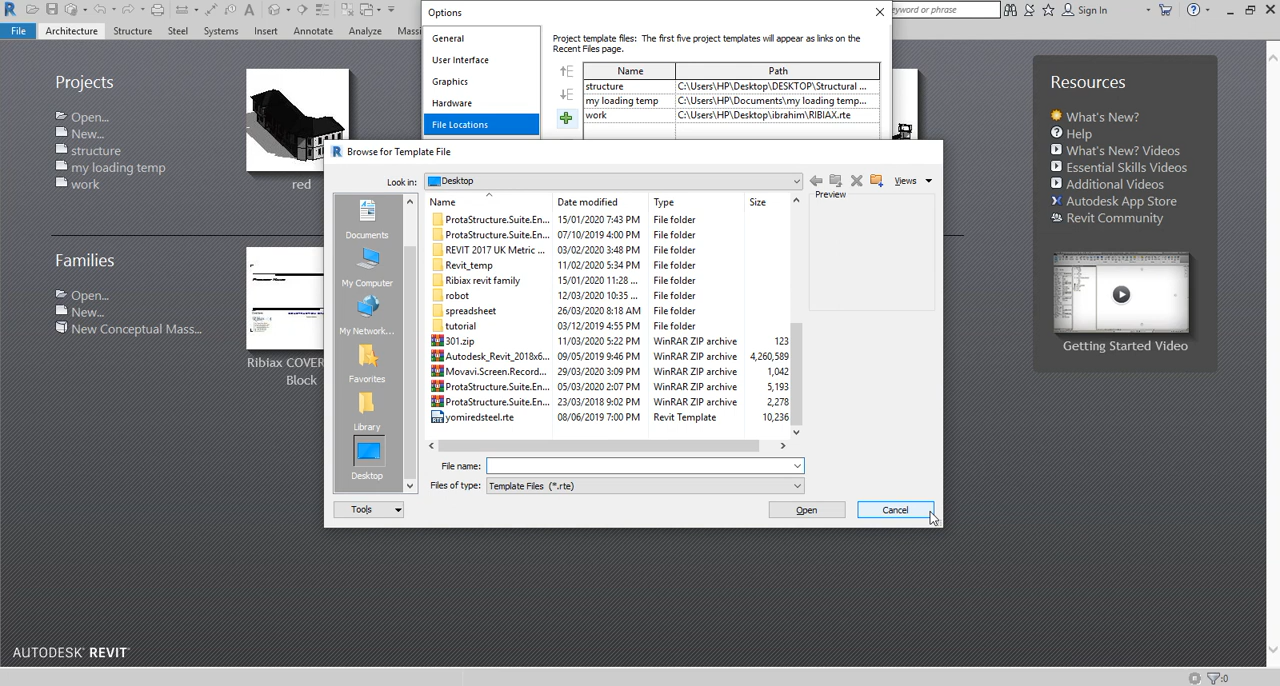 Options
eyword or phrase
Sign In
File
Architecture
Structure
Steel
Systems
Insert
Annotate
Analyze
Massi
General
User Interface
Graphics
Hardware
File Locations
Project template files: The first five project templates will appear as links on the
Recent Files page.
Name Path
structure C:\Users\HP\Desktop\DESKTOP\Structural ...
my loading temp C:\Users\HP\Documents\my loading temp...
work C:\Users\HP\Desktop\ibrahim\RIBIAX.rte
Projects
Open...
New...
structure
my loading temp
work
red
Families
Open...
New...
New Conceptual Mass...
Ribiax COVER
Block
Browse for Template File
Look in: Desktop
Views
Preview
Documents
My Computer
My Network...
Favorites
Library
Desktop
Name Date modified Type Size
ProtaStructure.Suite.En... 15/01/2020 7:43 PM File folder
ProtaStructure.Suite.En... 07/10/2019 4:00 PM File folder
REVIT 2017 UK Metric ... 03/02/2020 3:48 PM File folder
Revit_temp 11/02/2020 5:34 PM File folder
Ribiax revit family 15/01/2020 11:28 ... File folder
robot 12/03/2020 10:35 ... File folder
spreadsheet 26/03/2020 8:18 AM File folder
tutorial 03/12/2019 4:55 PM File folder
301.zip 11/03/2020 5:22 PM WinRAR ZIP archive 123
Autodesk_Revit_2018x6... 09/05/2019 9:46 PM WinRAR ZIP archive 4,260,589
Movavi.Screen.Record... 29/03/2020 3:09 PM WinRAR ZIP archive 1,042
ProtaStructure.Suite.En... 05/03/2020 2:07 PM WinRAR ZIP archive 5,193
ProtaStructure.Suite.En... 23/03/2018 9:02 PM WinRAR ZIP archive 2,278
yomiredsteel.rte 08/06/2019 7:00 PM Revit Template 10,236
File name:
Files of type: Template Files (*.rte)
Tools
Open
Cancel
Resources
What's New?
Help
What's New? Videos
Essential Skills Videos
Additional Videos
Autodesk App Store
Revit Community
Getting Started Video
AUTODESK® REVIT®
:0